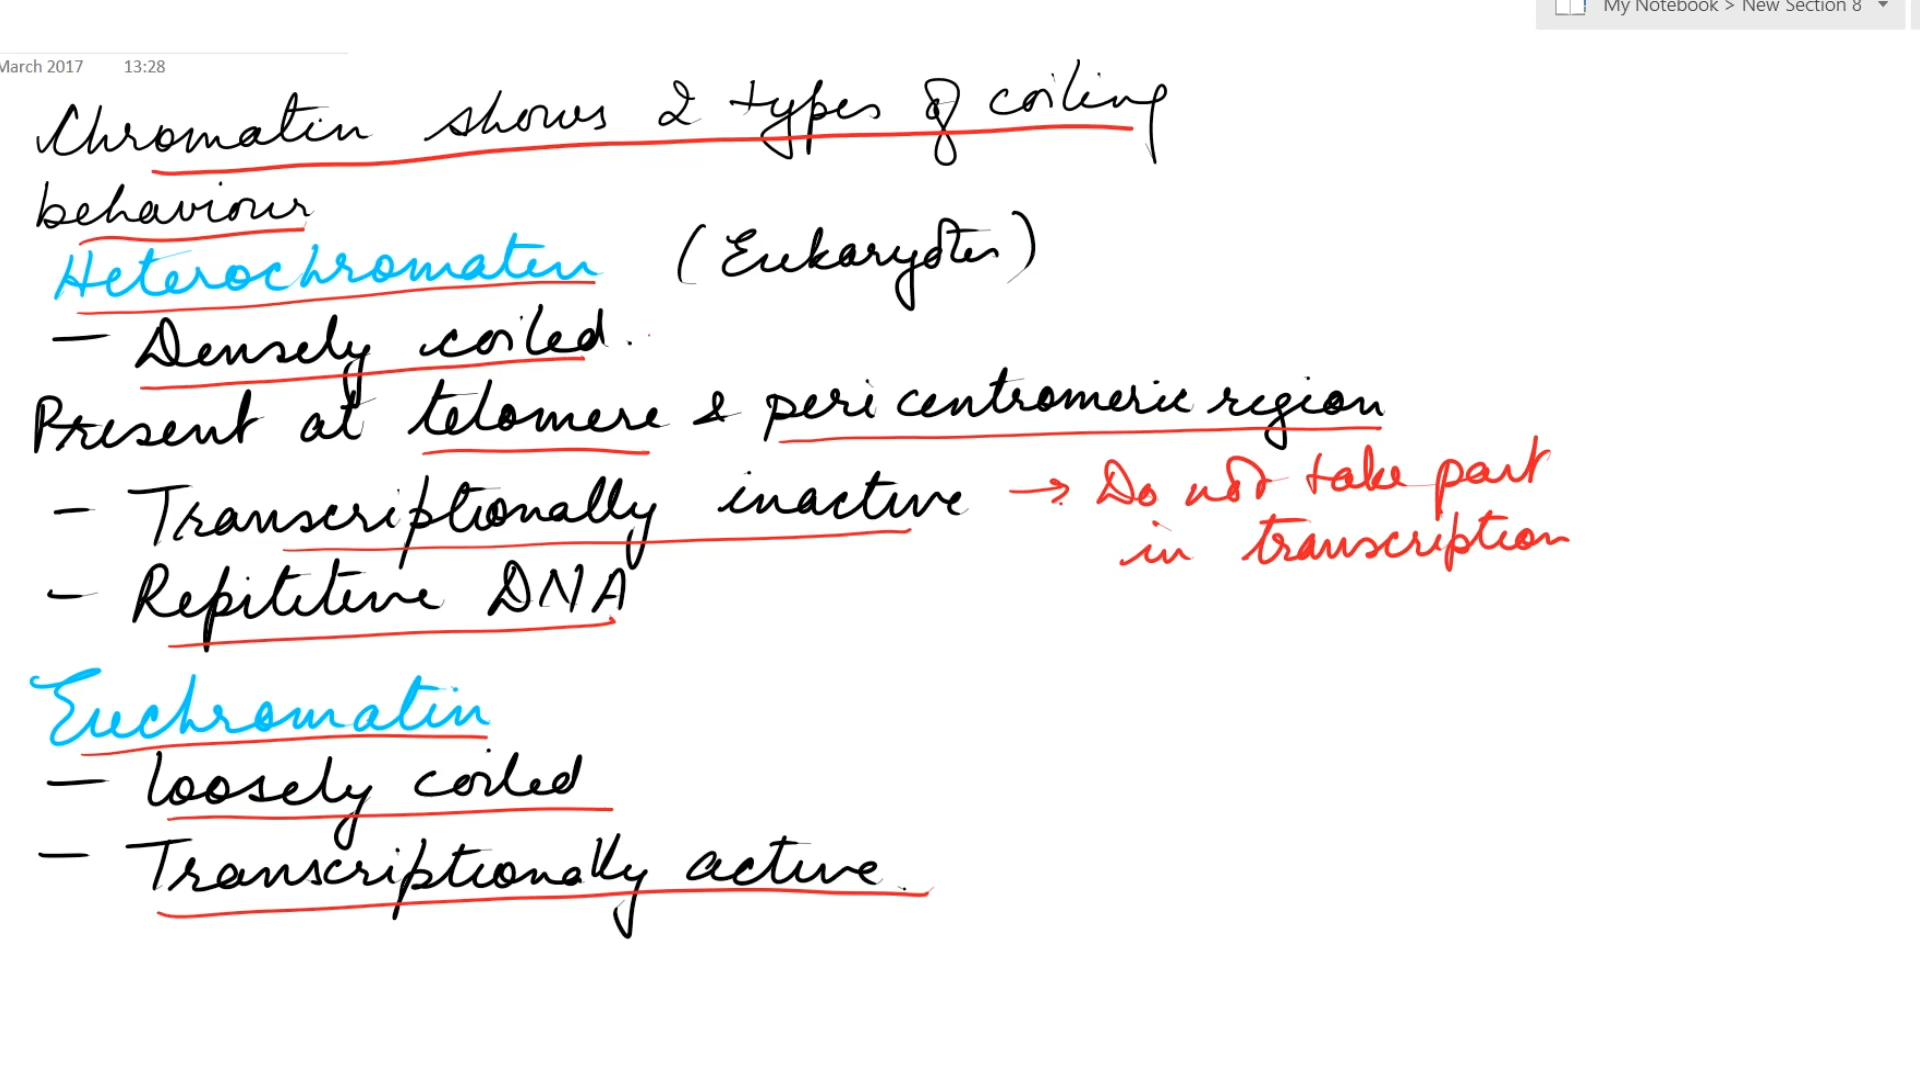 My Notebook > New Section 8
March 2017 13:28
Chromatin shows 2 types of coiling
behaviour
Heterochromatin (Eukaryotes)
- Densely coiled.
Present at telomere & peri centromeric region
- Transcriptionally inactive → Do not take part
in transcription
- Repititive DNA
Euchromatin
- loosely coiled
- Transcriptionally active.